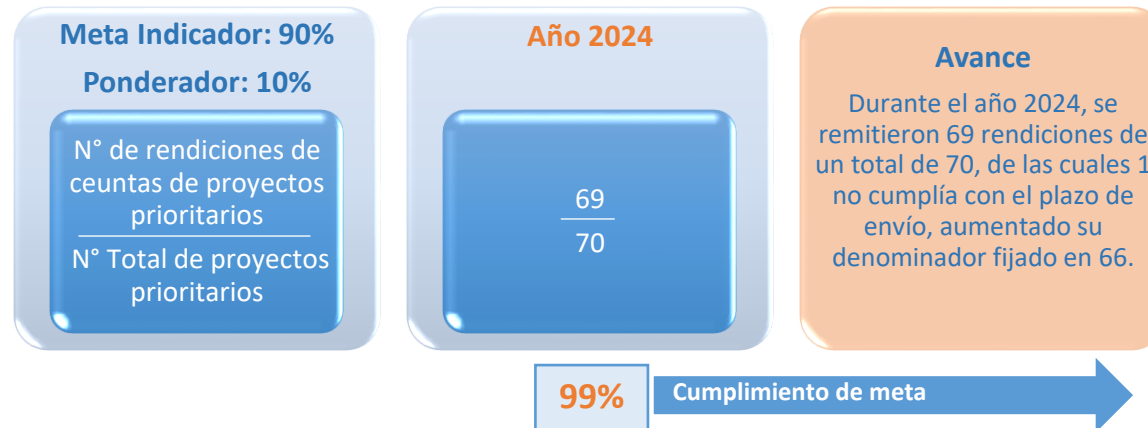 Meta Indicador: 90%
Ponderador: 10%
N° de rendiciones de
ceuntas de proyectos
prioritarios
N° Total de proyectos
prioritarios
Año 2024
69
70
Avance
Durante el año 2024, se
remitieron 69 rendiciones de
un total de 70, de las cuales 1
no cumplía con el plazo de
envío, aumentado su
denominador fijado en 66.
99%
Cumplimiento de meta